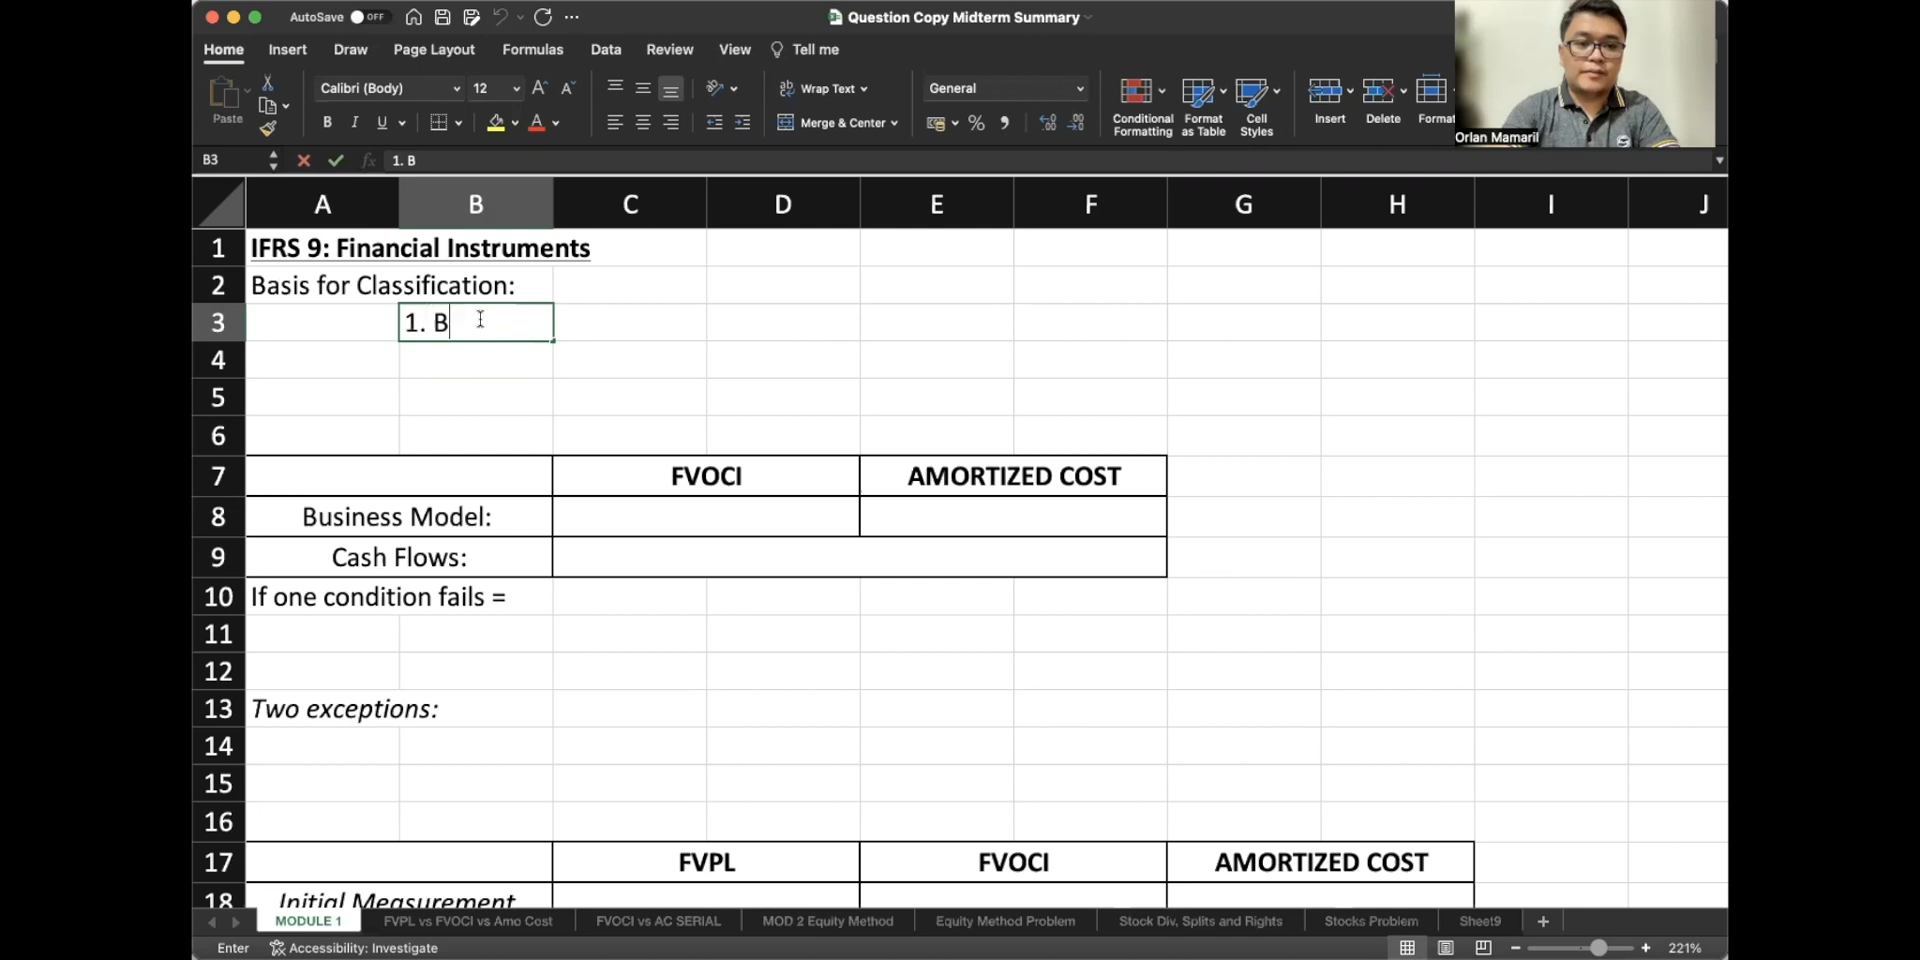 AutoSave OFF
Question Copy Midterm Summary
Home Insert Draw Page Layout Formulas Data Review View Tell me
Paste
Calibri (Body) 12
B I U
Wrap Text
Merge & Center
General
Conditional Formatting
Format as Table
Cell Styles
Insert
Delete
Format
Orlan Mamaril
B3 fx 1. B
A B C D E F G H I J
1 IFRS 9: Financial Instruments
2 Basis for Classification:
3 1. B
4
5
6
7 FVOCI AMORTIZED COST
8 Business Model:
9 Cash Flows:
10 If one condition fails =
11
12
13 Two exceptions:
14
15
16
17 FVPL FVOCI AMORTIZED COST
18 Initial Measurement
MODULE 1 FVPL vs FVOCI vs Amo Cost FVOCI vs AC SERIAL MOD 2 Equity Method Equity Method Problem Stock Div, Splits and Rights Stocks Problem Sheet9
Enter Accessibility: Investigate 221%